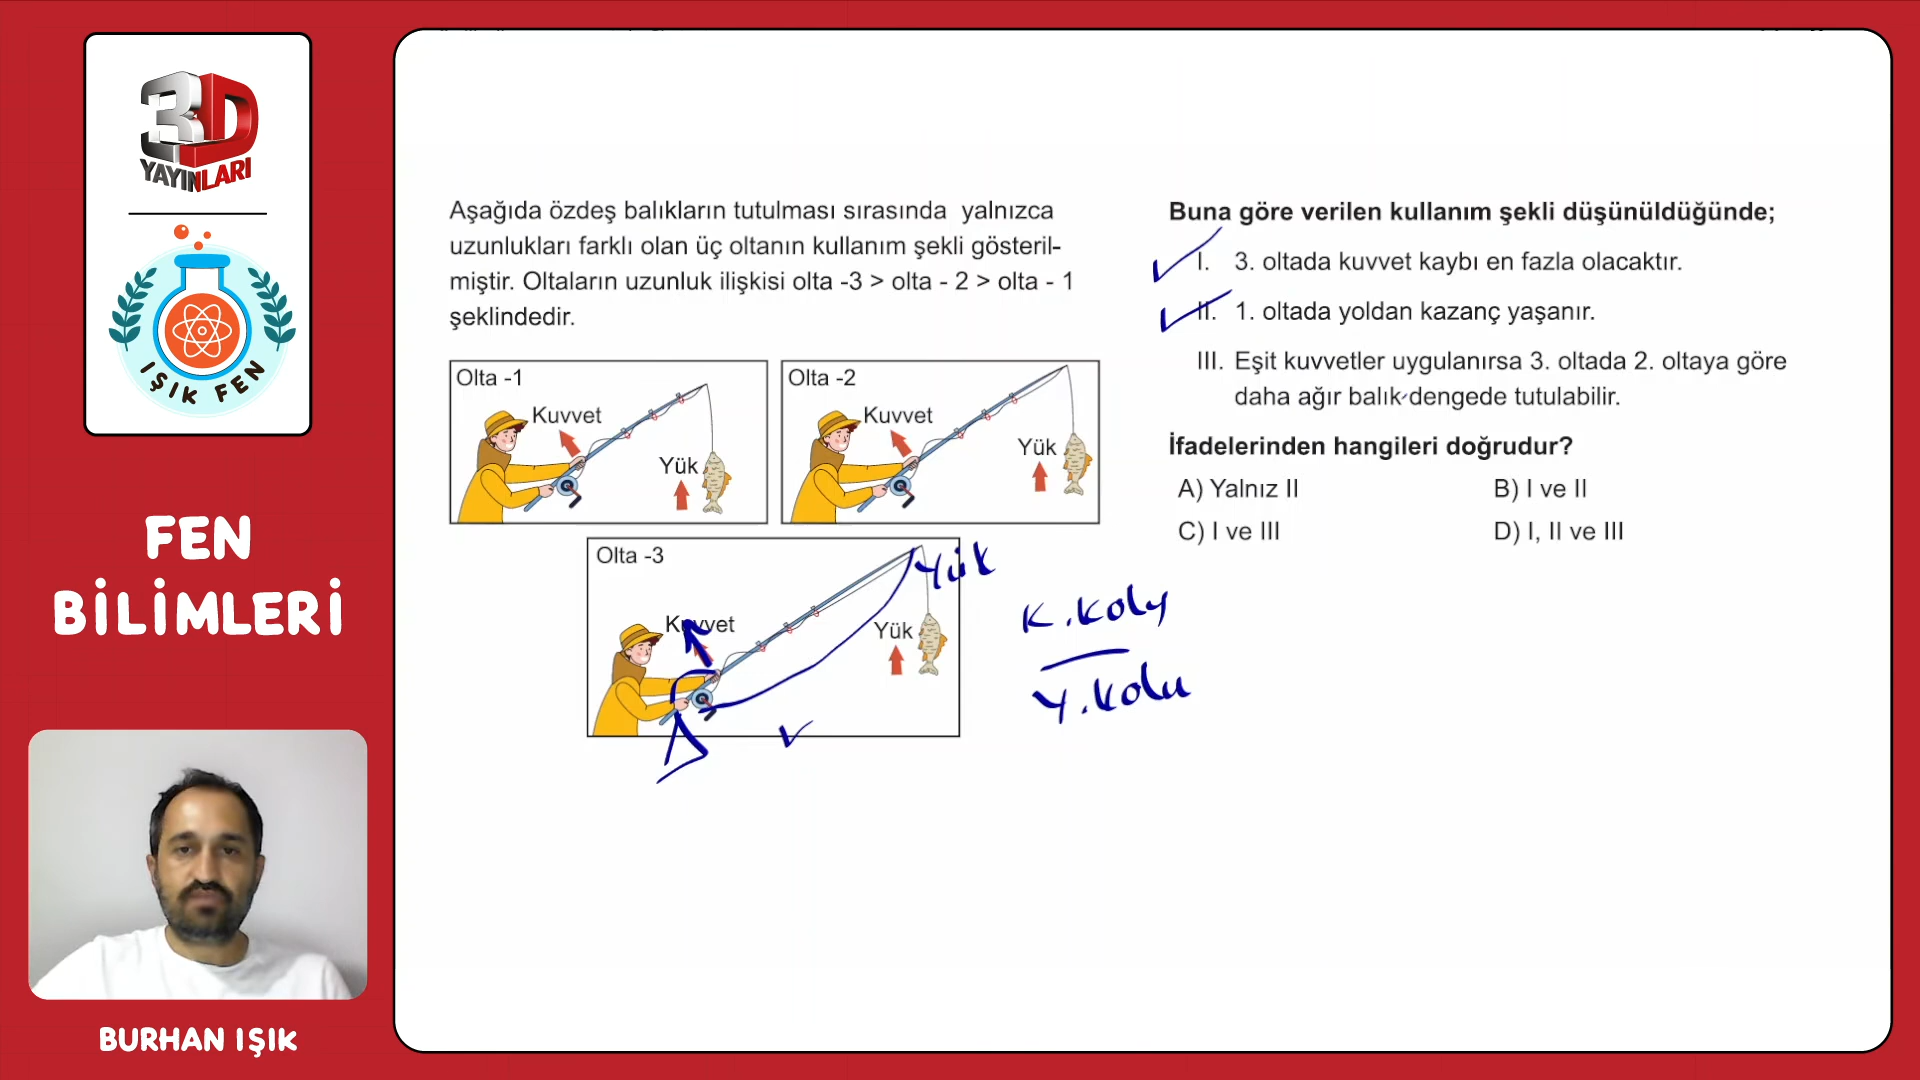 3D
YAYINLARI
IŞIK FEN
FEN
BİLİMLERİ
BURHAN IŞIK
Aşağıda özdeş balıkların tutulması sırasında yalnızca
uzunlukları farklı olan üç oltanın kullanım şekli gösteril-
miştir. Oltaların uzunluk ilişkisi olta -3 > olta - 2 > olta - 1
şeklindedir.
Olta -1
Kuvvet
Yük
Olta -2
Kuvvet
Yük
Olta -3
Kuvvet
Yük
Yük
K.kolu
Y.kolu
Buna göre verilen kullanım şekli düşünüldüğünde;
I. 3. oltada kuvvet kaybı en fazla olacaktır.
II. 1. oltada yoldan kazanç yaşanır.
III. Eşit kuvvetler uygulanırsa 3. oltada 2. oltaya göre
daha ağır balık dengede tutulabilir.
İfadelerinden hangileri doğrudur?
A) Yalnız II
B) I ve II
C) I ve III
D) I, II ve III